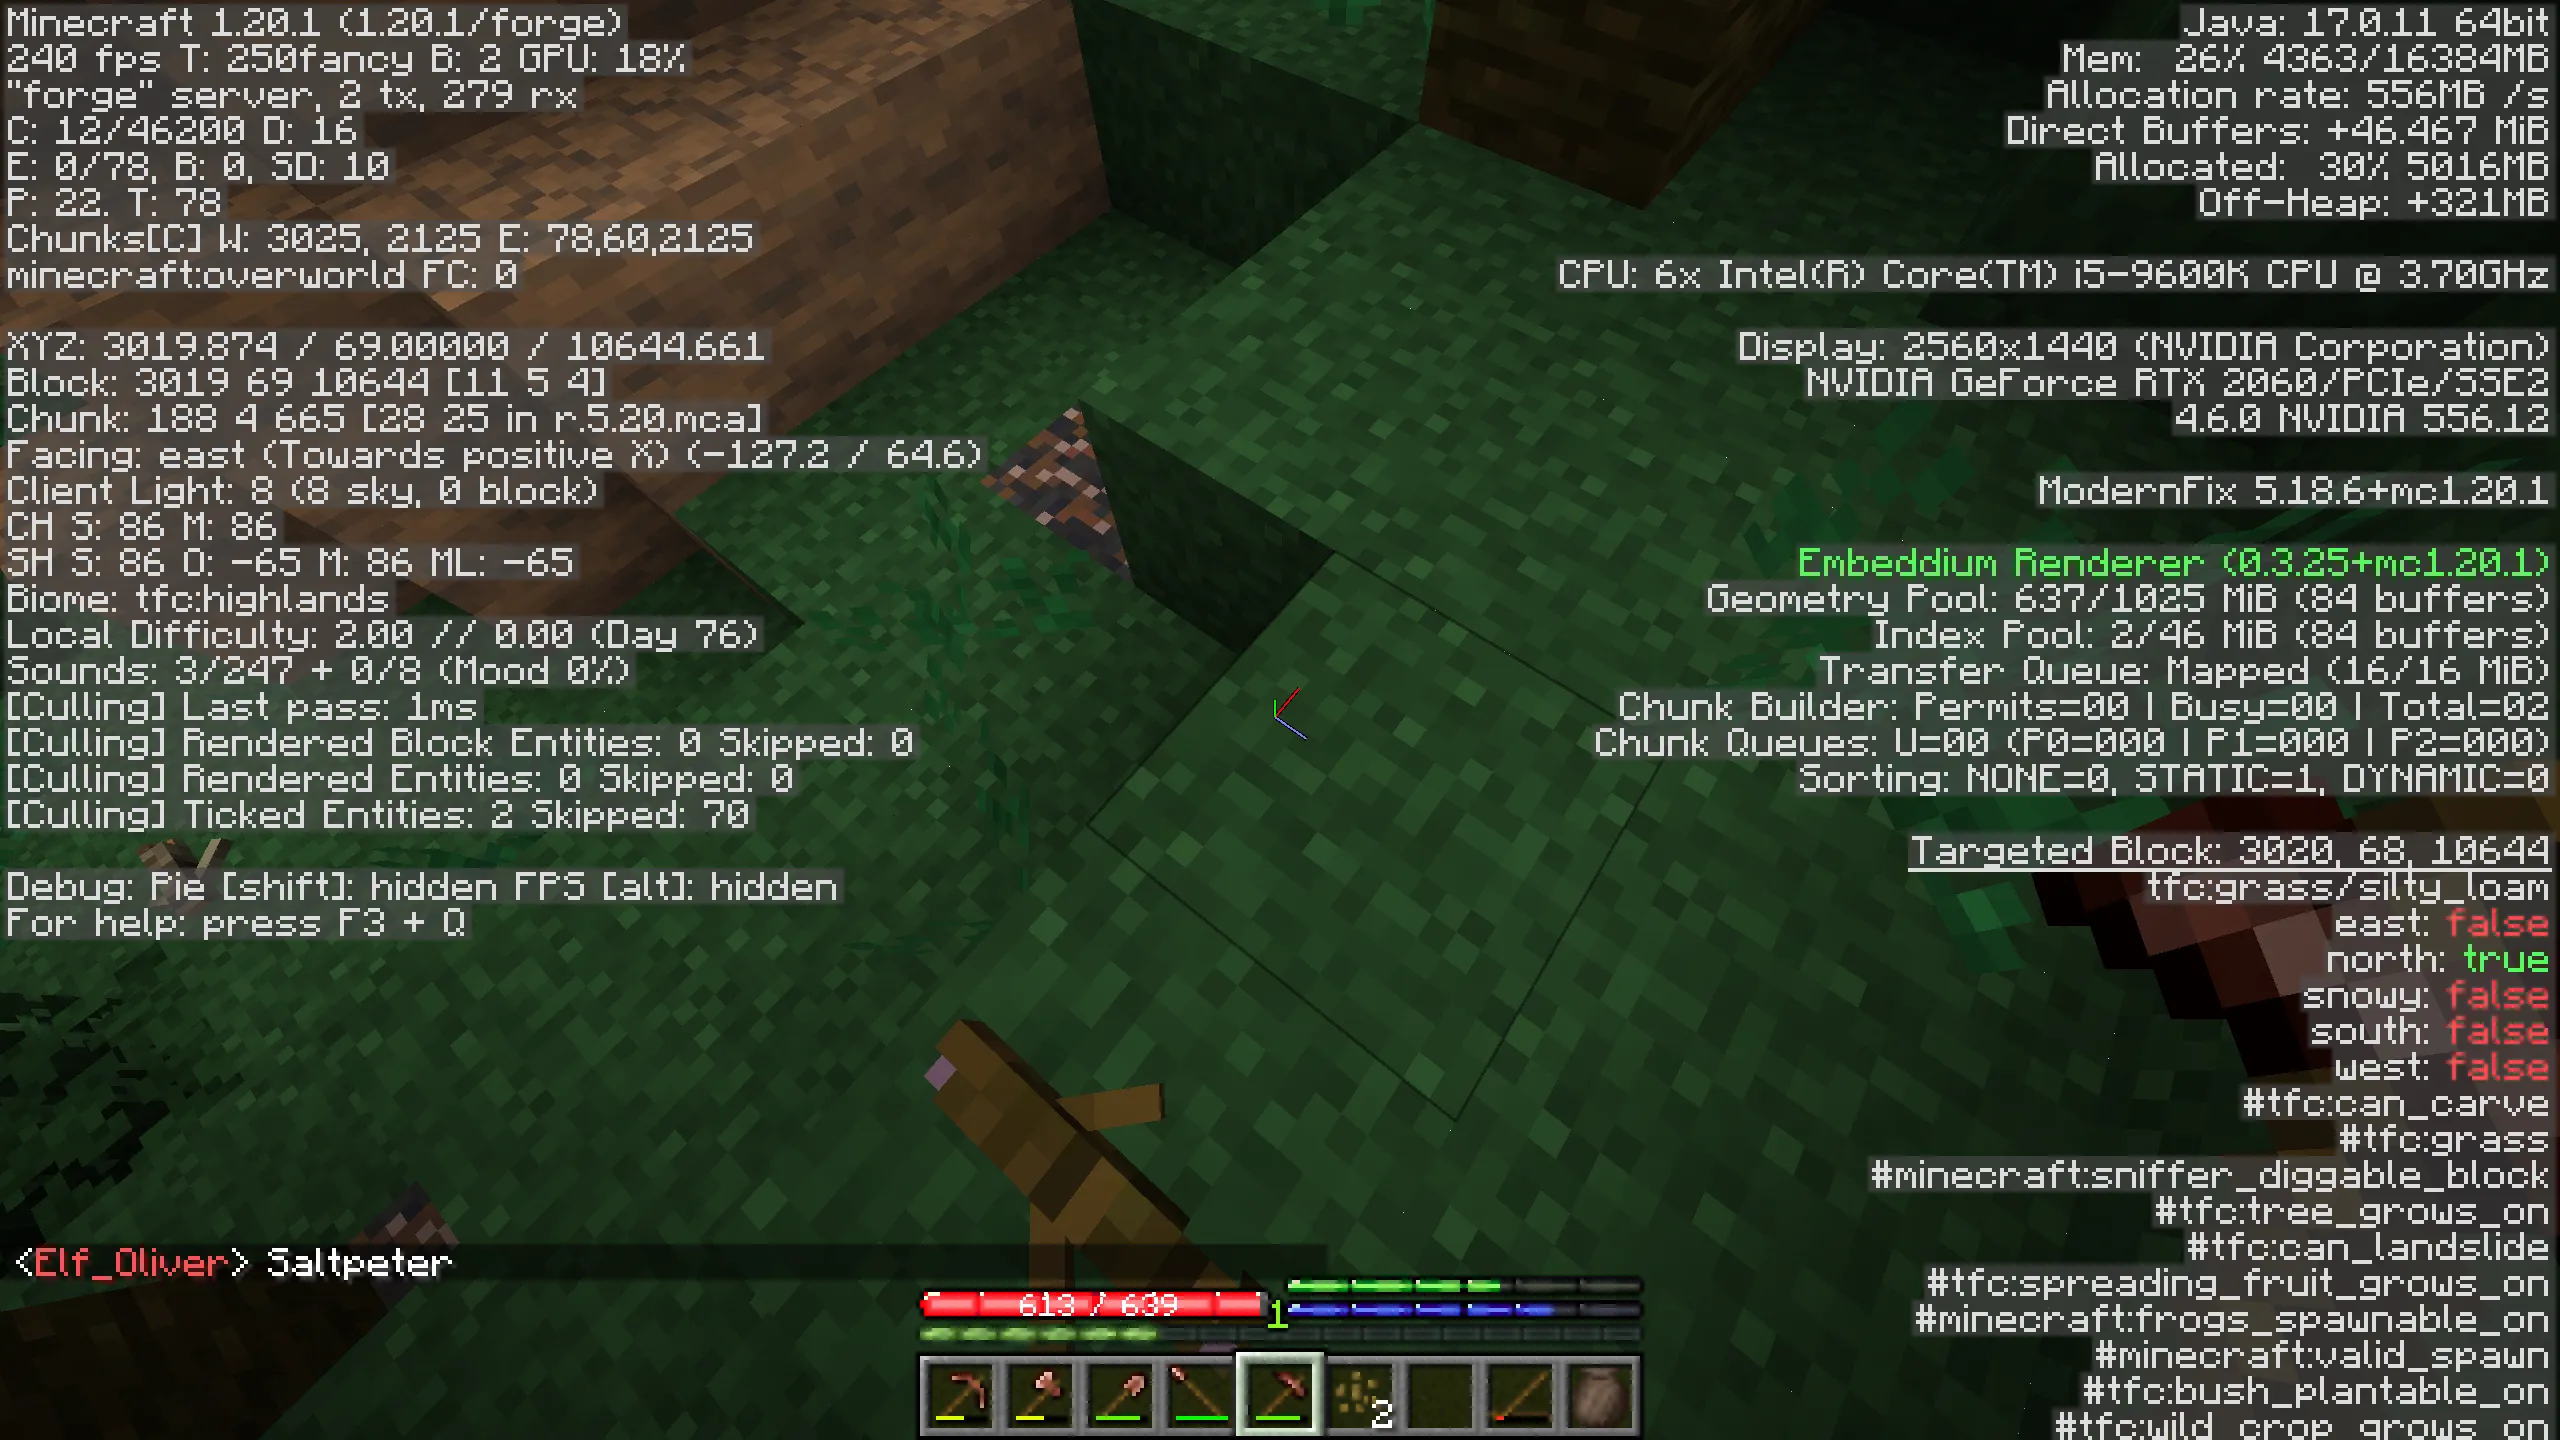 Minecraft 1.20.1 (1.20.1/forge)
240 fps T: 250fancy B: 2 GPU: 18%
"forge" server, 2 tx, 279 rx
C: 12/46200 D: 16
E: 0/78, B: 0, SD: 10
P: 22. T: 78
Chunks[C] W: 3025, 2125 E: 78,60,2125
minecraft:overworld FC: 0
XYZ: 3019.874 / 69.00000 / 10644.661
Block: 3019 69 10644 [11 5 4]
Chunk: 188 4 665 [28 25 in r.5.20.mca]
Facing: east (Towards positive X) (-127.2 / 64.6)
Client Light: 8 (8 sky, 0 block)
CH S: 86 M: 86
SH S: 86 O: -65 M: 86 ML: -65
Biome: tfc:highlands
Local Difficulty: 2.00 // 0.00 (Day 76)
Sounds: 3/247 + 0/8 (Mood 0%)
[Culling] Last pass: 1ms
[Culling] Rendered Block Entities: 0 Skipped: 0
[Culling] Rendered Entities: 0 Skipped: 0
[Culling] Ticked Entities: 2 Skipped: 70
Debug: Pie [shift]: hidden FPS [alt]: hidden
For help: press F3 + Q
Java: 17.0.11 64bit
Mem: 26% 4363/16384MB
Allocation rate: 556MB /s
Direct Buffers: +46.467 MiB
Allocated: 30% 5016MB
Off-Heap: +321MB
CPU: 6x Intel(R) Core(TM) i5-9600K CPU @ 3.70GHz
Display: 2560x1440 (NVIDIA Corporation)
NVIDIA GeForce RTX 2060/PCIe/SSE2
4.6.0 NVIDIA 556.12
ModernFix 5.18.6+mc1.20.1
Embeddium Renderer (0.3.25+mc1.20.1)
Geometry Pool: 637/1025 MiB (84 buffers)
Index Pool: 2/46 MiB (84 buffers)
Transfer Queue: Mapped (16/16 MiB)
Chunk Builder: Permits=00 | Busy=00 | Total=02
Chunk Queues: U=00 (P0=000 | P1=000 | P2=000)
Sorting: NONE=0, STATIC=1, DYNAMIC=0
Targeted Block: 3020, 68, 10644
tfc:grass/silty_loam
east: false
north: true
snowy: false
south: false
west: false
#tfc:can_carve
#tfc:grass
#minecraft:sniffer_diggable_block
#tfc:tree_grows_on
#tfc:can_landslide
#tfc:spreading_fruit_grows_on
#minecraft:frogs_spawnable_on
#minecraft:valid_spawn
#tfc:bush_plantable_on
#tfc:wild_crop_grows_on
<Elf_Oliver> Saltpeter
613 / 639
1
2